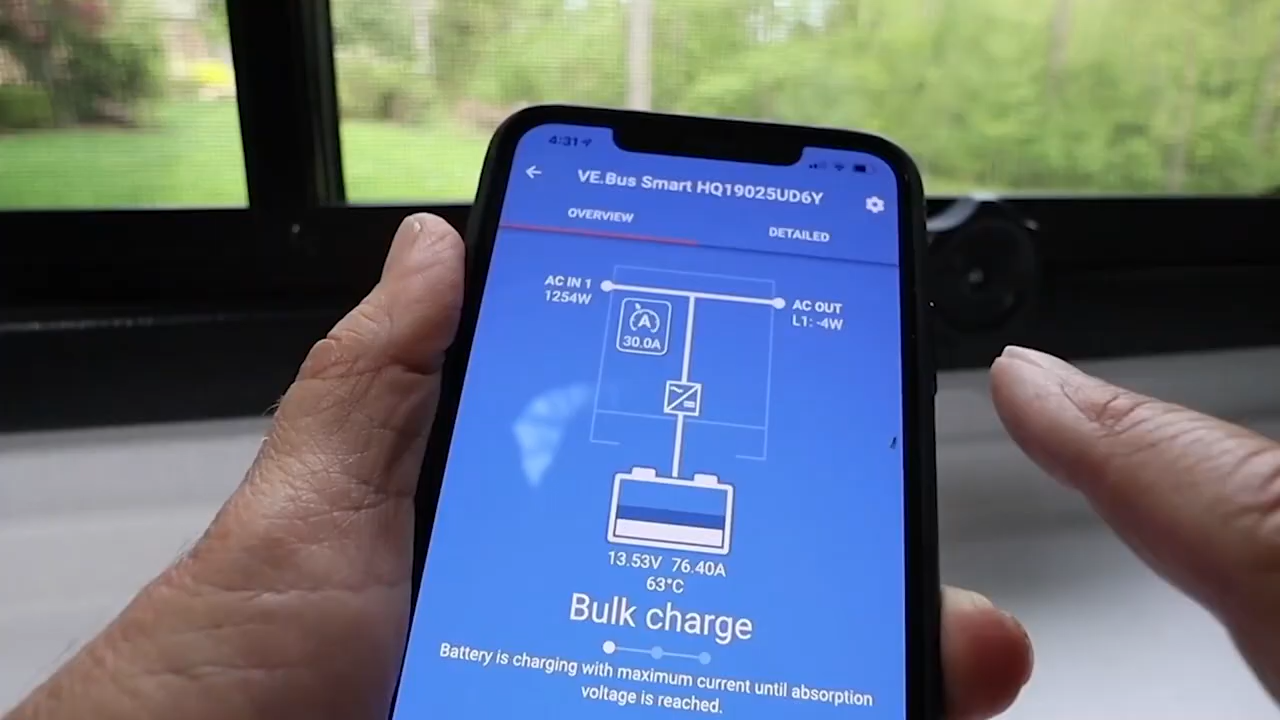 4:31
VE.Bus Smart HQ19025UD6Y
OVERVIEW
DETAILED
AC IN 1
1254W
A
30.0A
AC OUT
L1: -4W
13.53V 76.40A
63°C
Bulk charge
Battery is charging with maximum current until absorption
voltage is reached.